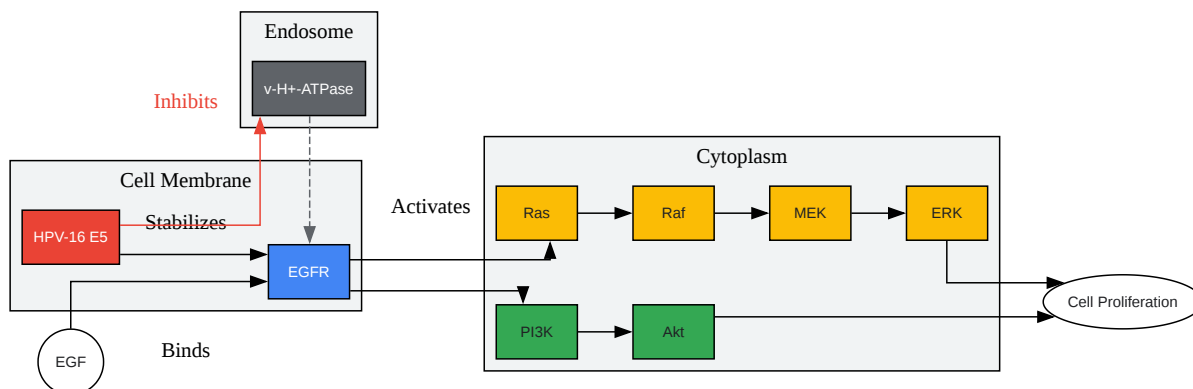 Endosome
v-H+-ATPase
Inhibits
Cell Membrane
Stabilizes
HPV-16 E5
EGFR
EGF
Binds
Activates
Cytoplasm
Ras
Raf
MEK
ERK
PI3K
Akt
Cell Proliferation